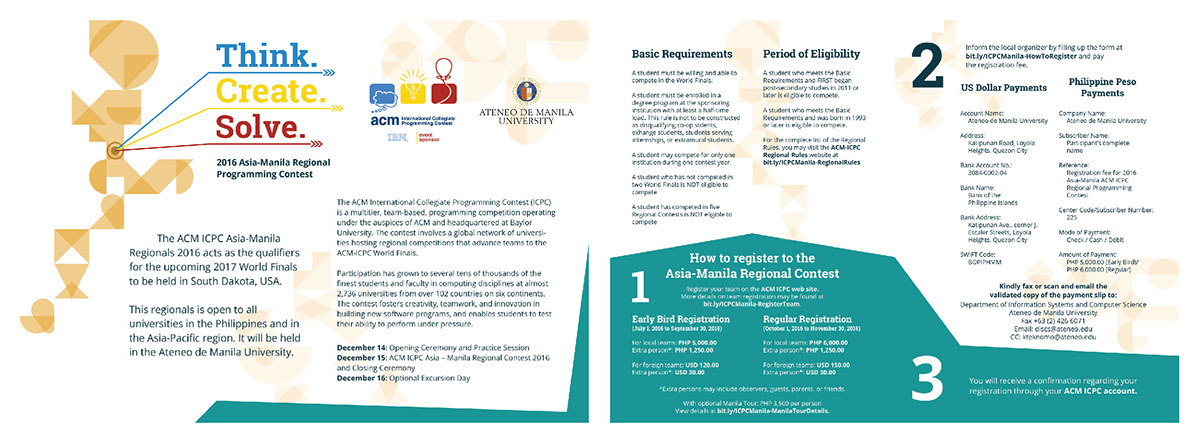 Think.
Create.
Solve.
2016 Asia-Manila Regional
Programming Contest
acm
International Collegiate
Programming Contest
IBM
event
sponsor
ATENEO DE MANILA
UNIVERSITY
The ACM ICPC Asia-Manila
Regionals 2016 acts as the qualifiers
for the upcoming 2017 World Finals
to be held in South Dakota, USA.
This regionals is open to all
universities in the Philippines and in
the Asia-Pacific region. It will be held
in the Ateneo de Manila University.
The ACM International Collegiate Programming Contest (ICPC)
is a multitier, team-based, programming competition operating
under the auspices of ACM and headquartered at Baylor
University. The contest involves a global network of universi-
ties hosting regional competitions that advance teams to the
ACM-ICPC World Finals.
Participation has grown to several tens of thousands of the
finest students and faculty in computing disciplines at almost
2,736 universities from over 102 countries on six continents.
The contest fosters creativity, teamwork, and innovation in
building new software programs, and enables students to test
their ability to perform under pressure.
December 14: Opening Ceremony and Practice Session
December 15: ACM ICPC Asia – Manila Regional Contest 2016
and Closing Ceremony
December 16: Optional Excursion Day
Basic Requirements
A student must be willing and able to
compete in the World Finals.
A student must be enrolled in a
degree program at the sponsoring
institution with at least a half-time
load. This rule is not to be constructed
as disqualifying co-op stidents,
exhange students, students serving
internships, or extramural students.
A student may compete for only one
institution during one contest year.
A student who has not competed in
two World Finals is NOT eligible to
compete
A student has competed in five
Regional Contests is NOT eligible to
compete
Period of Eligibility
A student who meets the Basic
Requirements and FIRST began
post-secondary studies in 2011 or
later is eligible to compete.
A student who meets the Basic
Requirements and was born in 1993
or later is eligible to compete.
For the complete list of the Regional
Rules, you may visit the ACM-ICPC
Regional Rules website at
bit.ly/ICPCManila-RegionalRules
1
How to register to the
Asia-Manila Regional Contest
Register your team on the ACM ICPC web site.
More details on team registration may be found at
bit.ly/ICPCManila-RegisterTeam.
Early Bird Registration
(July 1, 2016 to September 30, 2016)
For local teams: PHP 5,000.00
Extra person*: PHP 1,250.00
For foreign teams: USD 120.00
Extra person*: USD 30.00
Regular Registration
(October 1, 2016 to November 30, 2016)
For local teams: PHP 6,000.00
Extra person*: PHP 1,250.00
For foreign teams: USD 150.00
Extra person*: USD 30.00
*Extra persons may include observers, guests, parents, or friends
With optional Manila Tour: PHP 3,500 per person
View details at bit.ly/ICPCManila-ManilaTourDetails.
2
Inform the local organizer by filling up the form at
bit.ly/ICPCManila-HowToRegister and pay
the registration fee.
US Dollar Payments
Account Name:
Ateneo de Manila University
Address:
Katipunan Road, Loyola
Heights, Quezon City
Bank Account No.:
3084-0002-04
Bank Name:
Bank of the
Philippine Islands
Bank Address:
Katipunan Ave., corner J.
Escaler Streets, Loyola
Heights, Quezon City
SWIFT Code:
BOPIPHMM
Philippine Peso
Payments
Company Name:
Ateneo de Manila University
Subscriber Name:
Participant's complete
name
Reference:
Registration fee for 2016
Asia-Manila ACM ICPC
Regional Programming
Contest
Center Code/Subscriber Number:
225
Mode of Payment:
Check / Cash / Debit
Amount of Payment:
PHP 5,000.00 (Early Bird)/
PHP 6,000.00 (Regular)
Kindly fax or scan and email the
validated copy of the payment slip to:
Department of Information Systems and Computer Science
Ateneo de Manila University
Fax +63 (2) 426 6071
Email: discs@ateneo.edu
CC: kteknomo@ateneo.edu
3
You will receive a confirmation regarding your
registration through your ACM ICPC account.